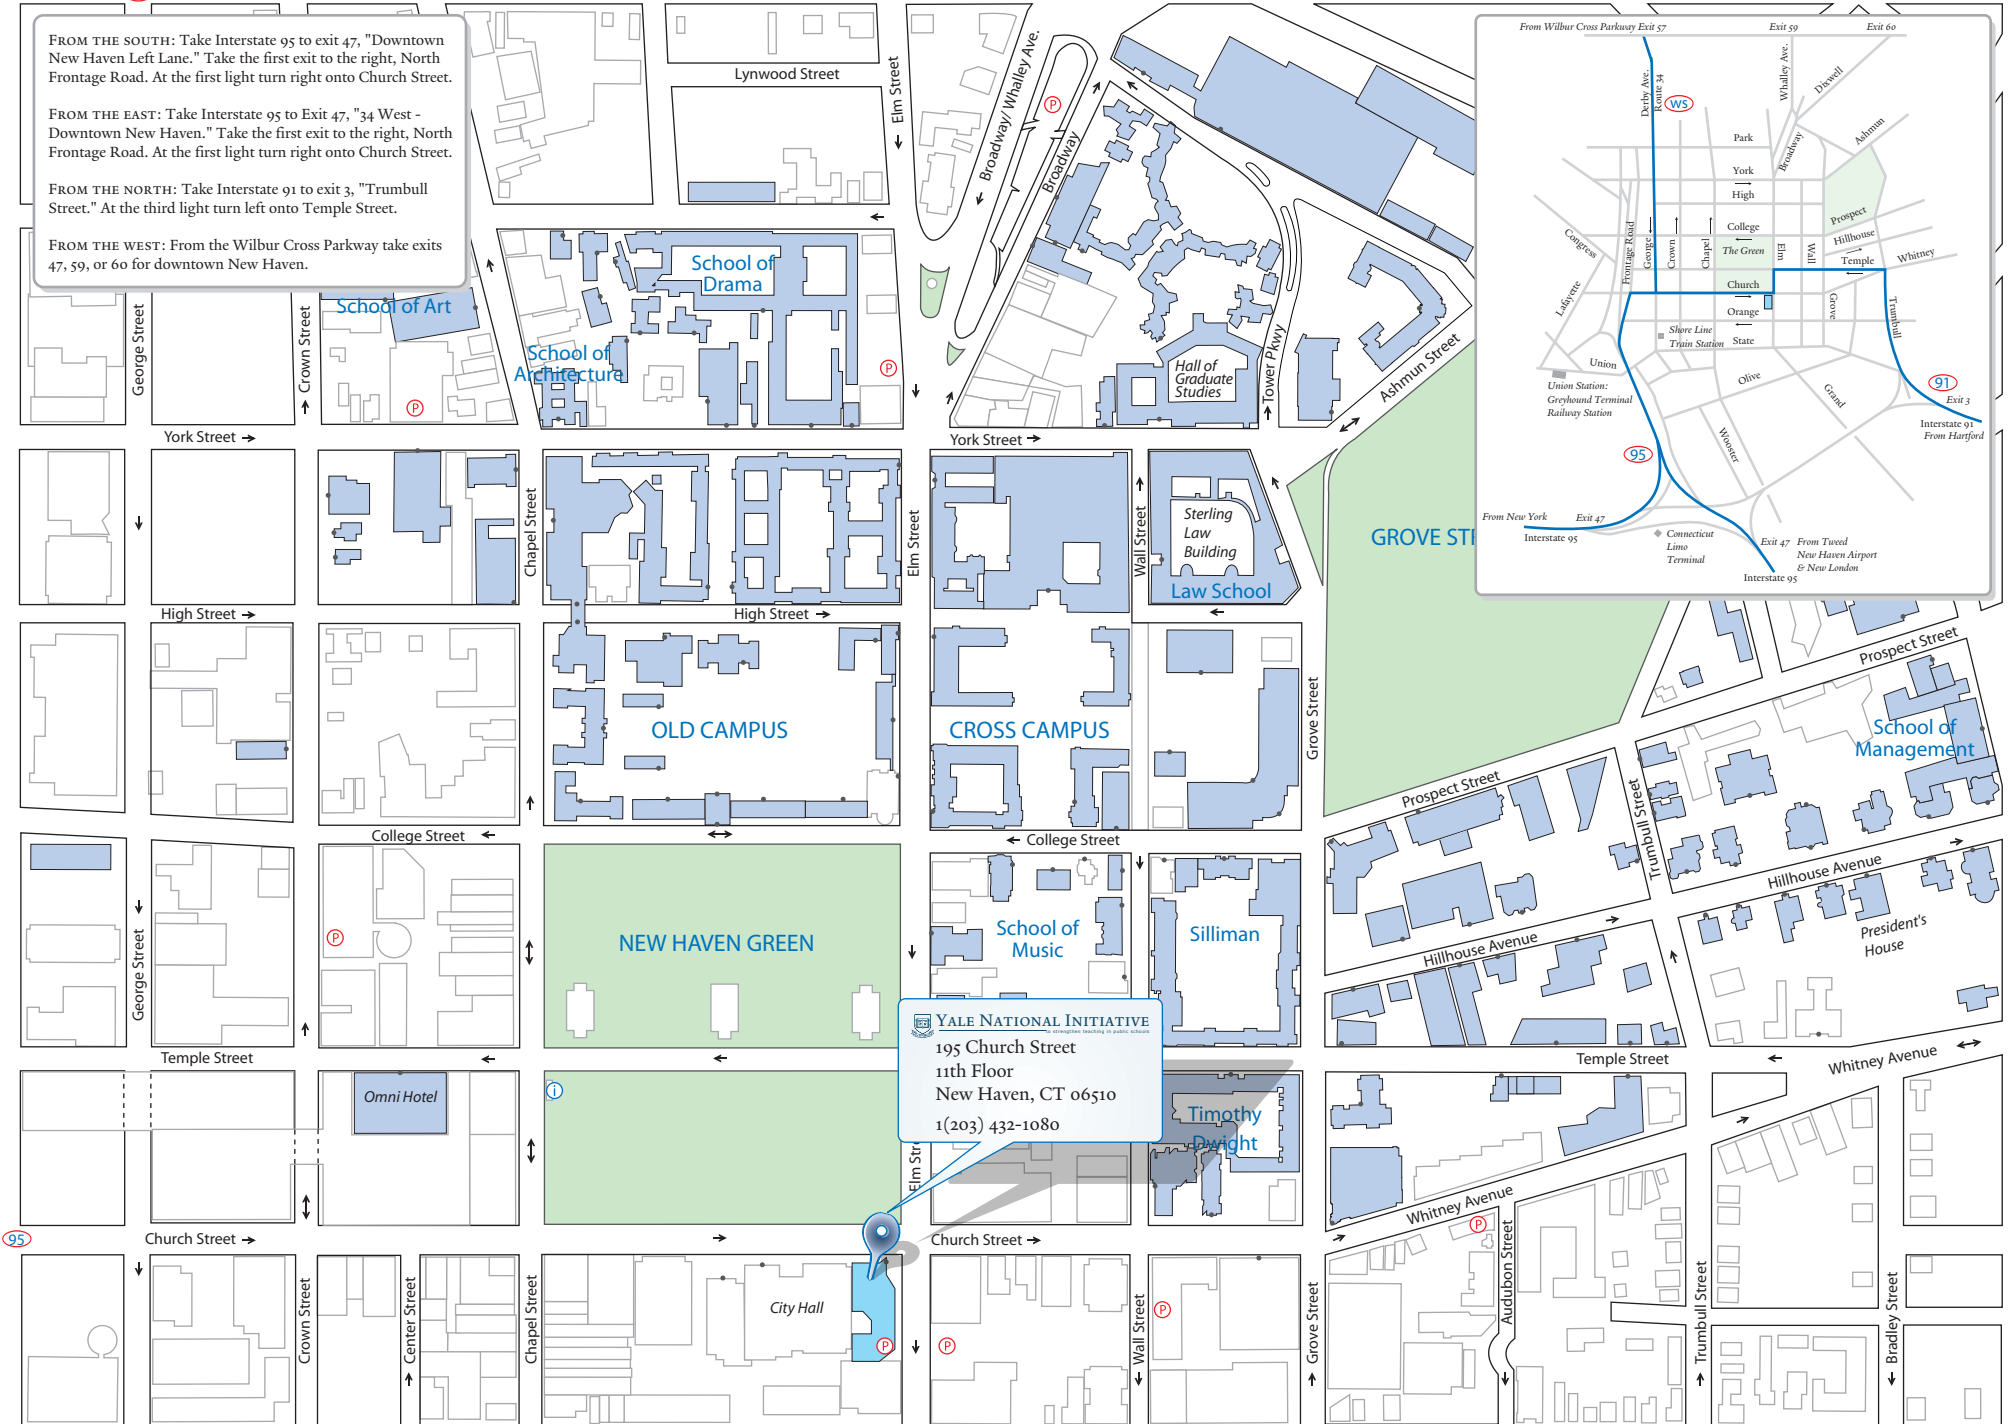 FROM THE SOUTH: Take Interstate 95 to exit 47, "Downtown
New Haven Left Lane." Take the first exit to the right, North
Frontage Road. At the first light turn right onto Church Street.
FROM THE EAST: Take Interstate 95 to Exit 47, "34 West -
Downtown New Haven." Take the first exit to the right, North
Frontage Road. At the first light turn right onto Church Street.
FROM THE NORTH: Take Interstate 91 to exit 3, "Trumbull
Street." At the third light turn left onto Temple Street.
FROM THE WEST: From the Wilbur Cross Parkway take exits
47, 59, or 60 for downtown New Haven.
Lynwood Street
Elm Street
Broadway/ Whalley Ave.
Broadway
P
From Wilbur Cross Parkway Exit 57
Exit 59
Exit 60
Derby Ave.
Route 34
WS
Whalley Ave.
Dixwell
Park
Broadway
Ashmun
York
High
Prospect
College
The Green
Hillhouse
Temple
Whitney
Congress
Frontage Road
George
Crown
Chapel
Elm
Wall
Church
Lafayette
Orange
Grove
Trumbull
Shore Line
Train Station
State
Union
Olive
Grand
Union Station:
Greyhound Terminal
Railway Station
91
Exit 3
Interstate 91
From Hartford
Wooster
95
From New York
Exit 47
Interstate 95
Connecticut
Limo
Terminal
Exit 47
From Tweed
New Haven Airport
& New London
Interstate 95
School of Art
School of
Drama
School of
Architecture
P
P
Hall of
Graduate
Studies
Tower Pkwy
Ashmun Street
George Street
Crown Street
York Street
York Street
Chapel Street
Elm Street
Wall Street
Sterling
Law
Building
Law School
GROVE STR
High Street
High Street
OLD CAMPUS
CROSS CAMPUS
Grove Street
Prospect Street
School of
Management
Prospect Street
Trumbull Street
College Street
College Street
Hillhouse Avenue
President's
House
Hillhouse Avenue
George Street
P
NEW HAVEN GREEN
School of
Music
Silliman
YALE NATIONAL INITIATIVE
to strengthen teaching in public schools
195 Church Street
11th Floor
New Haven, CT 06510
1(203) 432-1080
Temple Street
Temple Street
Whitney Avenue
Omni Hotel
i
Timothy
Dwight
Elm Str
Whitney Avenue
P
95
Church Street
Church Street
Crown Street
Center Street
Chapel Street
City Hall
P
P
P
Wall Street
Grove Street
Audubon Street
Trumbull Street
Bradley Street